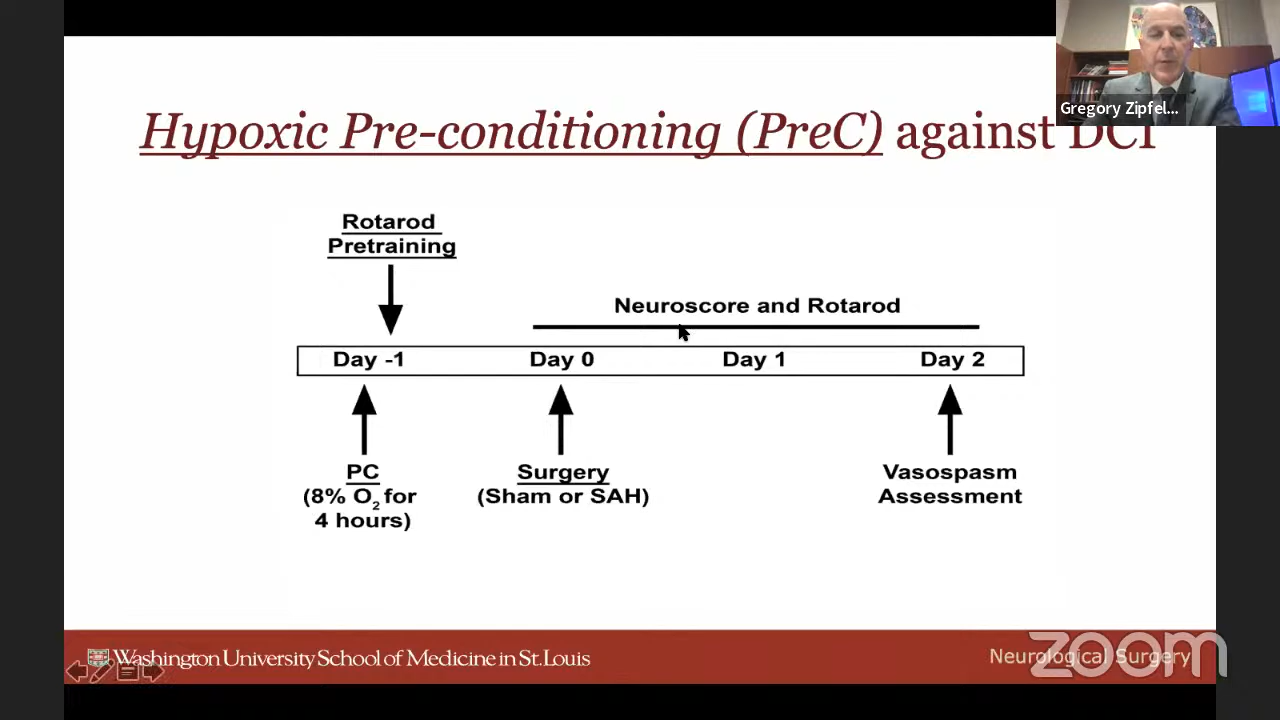 Hypoxic Pre-conditioning (PreC) against DCI
Gregory Zipfel...
Rotarod
Pretraining
Neuroscore and Rotarod
Day -1 Day 0 Day 1 Day 2
PC
(8% O2 for
4 hours)
Surgery
(Sham or SAH)
Vasospasm
Assessment
Washington University School of Medicine in St. Louis
Neurological Surgery
zoom